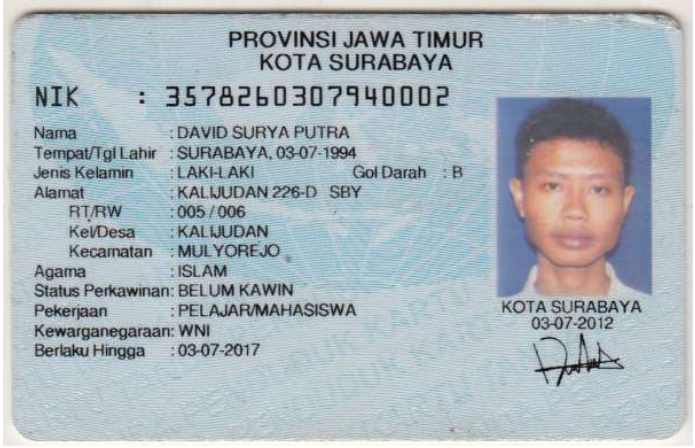 PROVINSI JAWA TIMUR
KOTA SURABAYA
NIK : 3578260307940002
Nama : DAVID SURYA PUTRA
Tempat/Tgl Lahir : SURABAYA, 03-07-1994
Jenis Kelamin : LAKI-LAKI Gol Darah : B
Alamat : KALIJUDAN 226-D SBY
RT/RW : 005 / 006
Kel/Desa : KALIJUDAN
Kecamatan : MULYOREJO
Agama : ISLAM
Status Perkawinan: BELUM KAWIN
Pekerjaan : PELAJAR/MAHASISWA
Kewarganegaraan: WNI
Berlaku Hingga : 03-07-2017
KOTA SURABAYA
03-07-2012